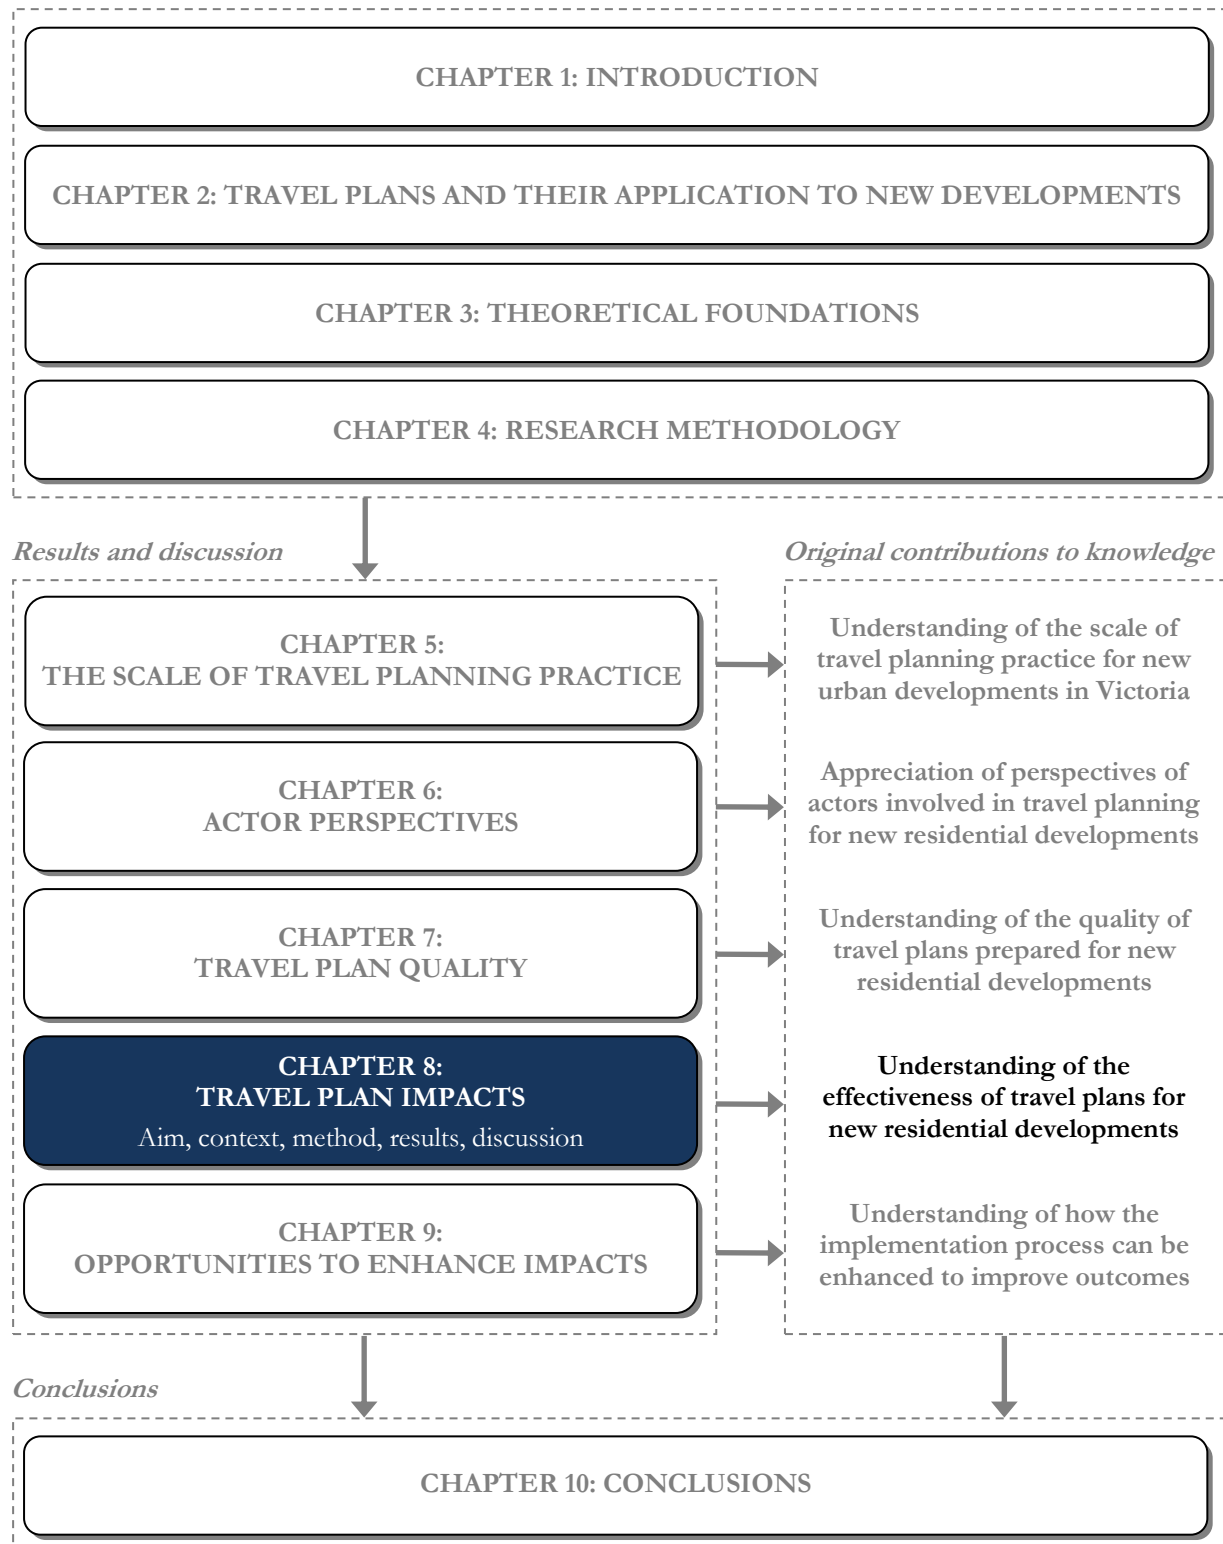 CHAPTER 1: INTRODUCTION
CHAPTER 2: TRAVEL PLANS AND THEIR APPLICATION TO NEW DEVELOPMENTS
CHAPTER 3: THEORETICAL FOUNDATIONS
CHAPTER 4: RESEARCH METHODOLOGY
Results and discussion
Original contributions to knowledge
CHAPTER 5:
THE SCALE OF TRAVEL PLANNING PRACTICE
Understanding of the scale of
travel planning practice for new
urban developments in Victoria
CHAPTER 6:
ACTOR PERSPECTIVES
Appreciation of perspectives of
actors involved in travel planning
for new residential developments
CHAPTER 7:
TRAVEL PLAN QUALITY
Understanding of the quality of
travel plans prepared for new
residential developments
CHAPTER 8:
TRAVEL PLAN IMPACTS
Aim, context, method, results, discussion
Understanding of the
effectiveness of travel plans for
new residential developments
CHAPTER 9:
OPPORTUNITIES TO ENHANCE IMPACTS
Understanding of how the
implementation process can be
enhanced to improve outcomes
Conclusions
CHAPTER 10: CONCLUSIONS